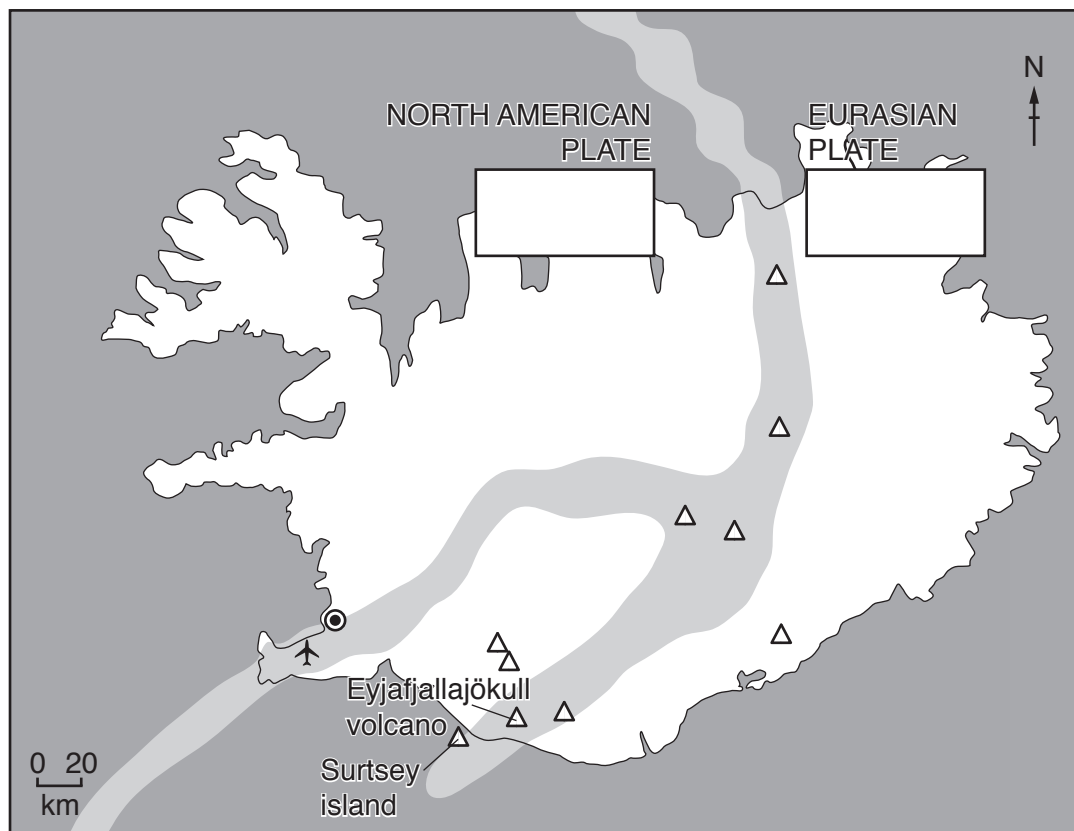 N
NORTH AMERICAN
PLATE
EURASIAN
PLATE
Eyjafjallajökull
volcano
Surtsey
island
0 20
km